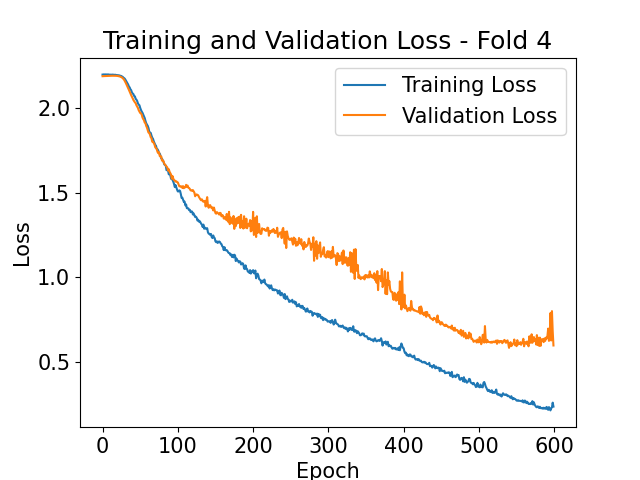 Training and Validation Loss - Fold 4
Training Loss
Validation Loss
2.0
1.5
1.0
0.5
Loss
0 100 200 300 400 500 600
Epoch